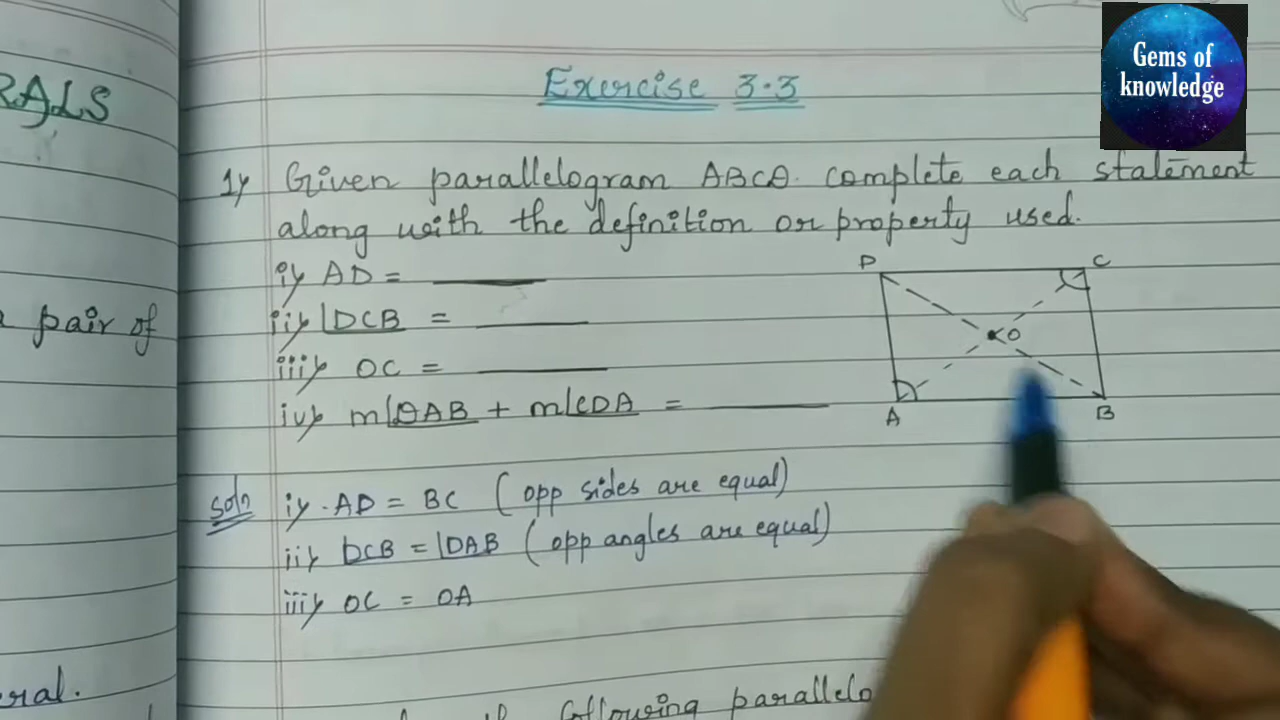 RALS
pair of
eral.
Gems of
knowledge
Exercise 3.3
1) Given parallelogram ABCD. complete each statement
along with the definition or property used.
i) AD = ______
ii) ∠DCB = ______
iii) OC = ______
iv) m∠DAB + m∠CDA = ______
D C
O
A B
Soln i) AD = BC (opp sides are equal)
ii) DCB = ∠DAB (opp angles are equal)
iii) OC = OA
following parallelo